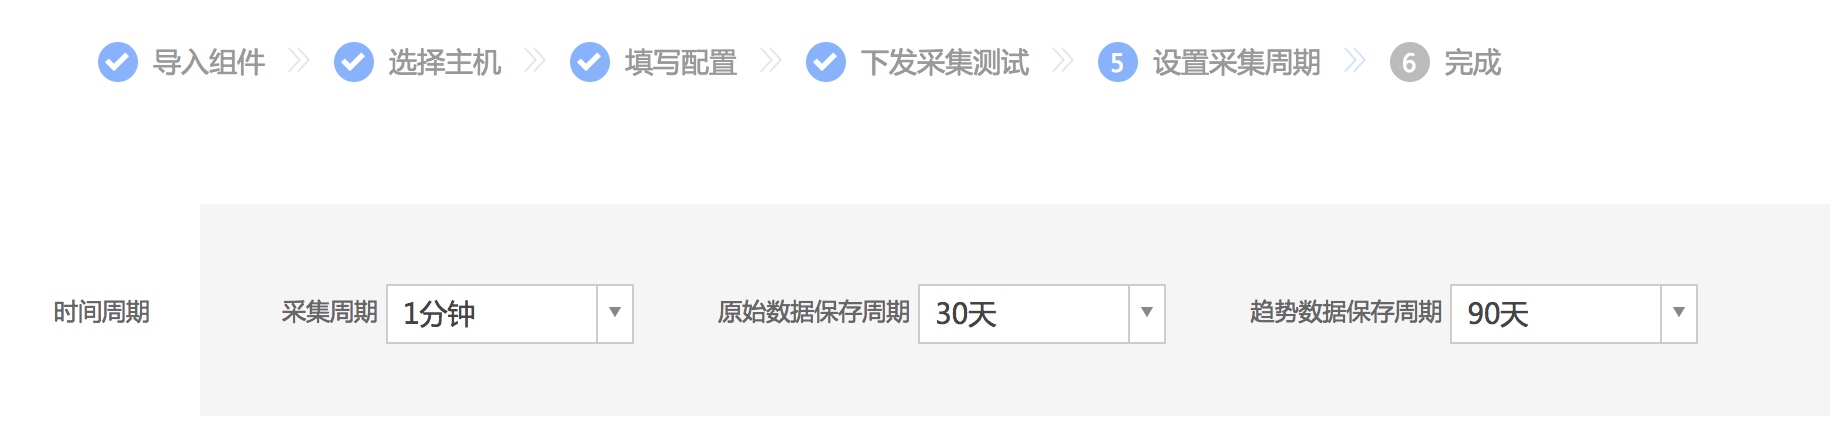 导入组件 选择主机 填写配置 下发采集测试 5 设置采集周期 6 完成
时间周期 采集周期 1分钟 原始数据保存周期 30天 趋势数据保存周期 90天